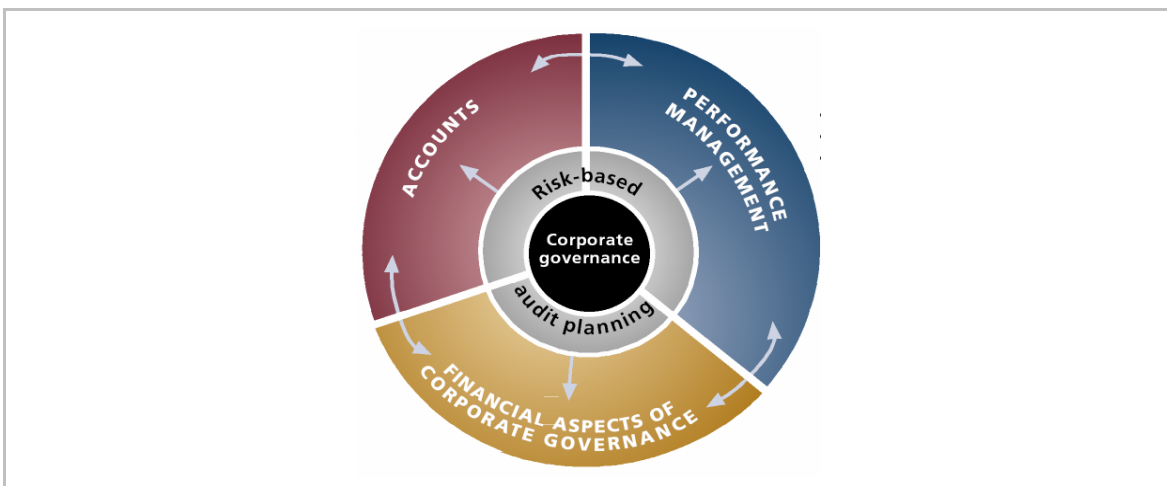 ACCOUNTS
PERFORMANCE
MANAGEMENT
Risk-based
Corporate
governance
audit planning
FINANCIAL ASPECTS OF
CORPORATE GOVERNANCE